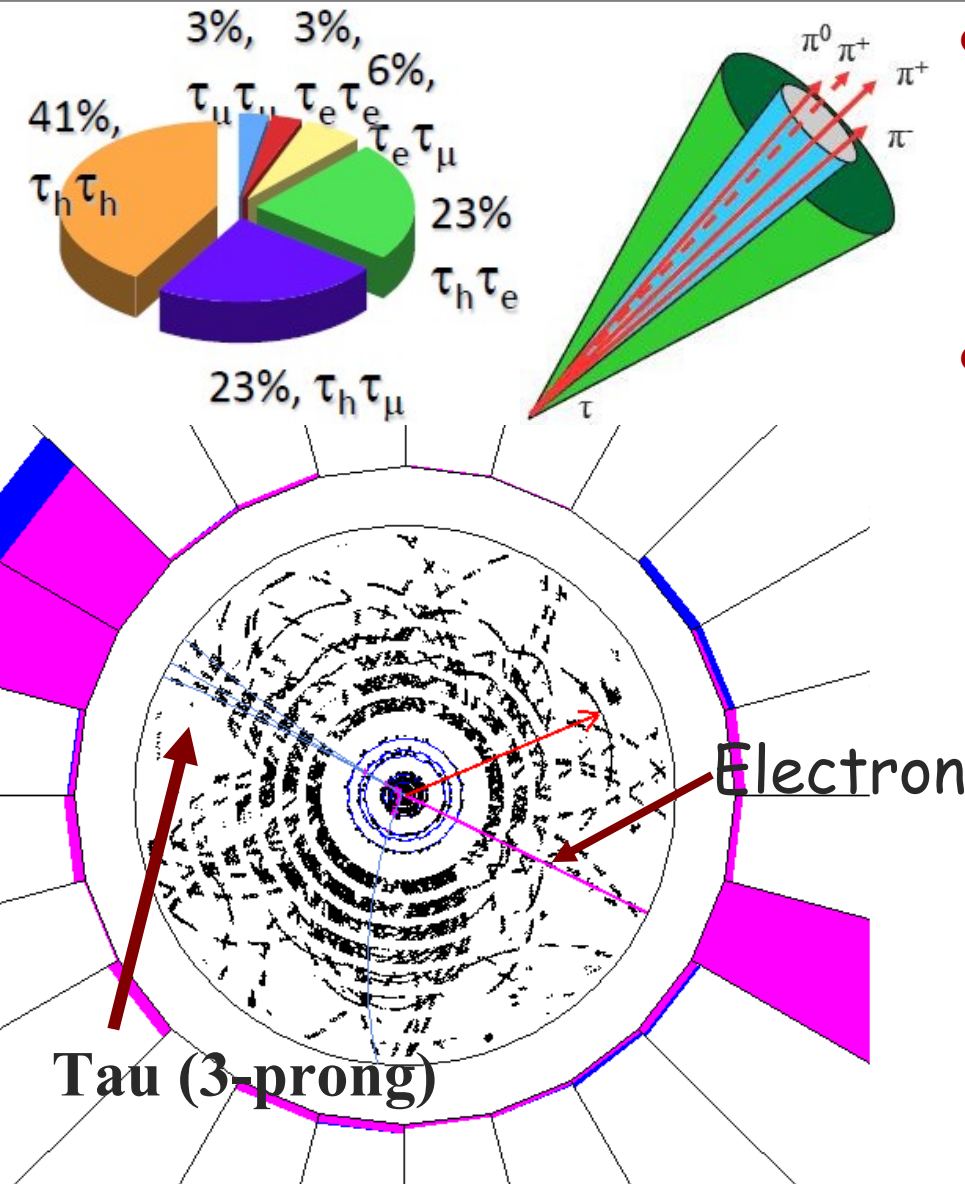 3%, 3%,
6%,
τμτμ τeτe
41%,
τeτμ
τhτh
23%
τhτe
23%, τhτμ
π⁰ π⁺
π⁺
π⁻
τ
Electron
Tau (3-prong)